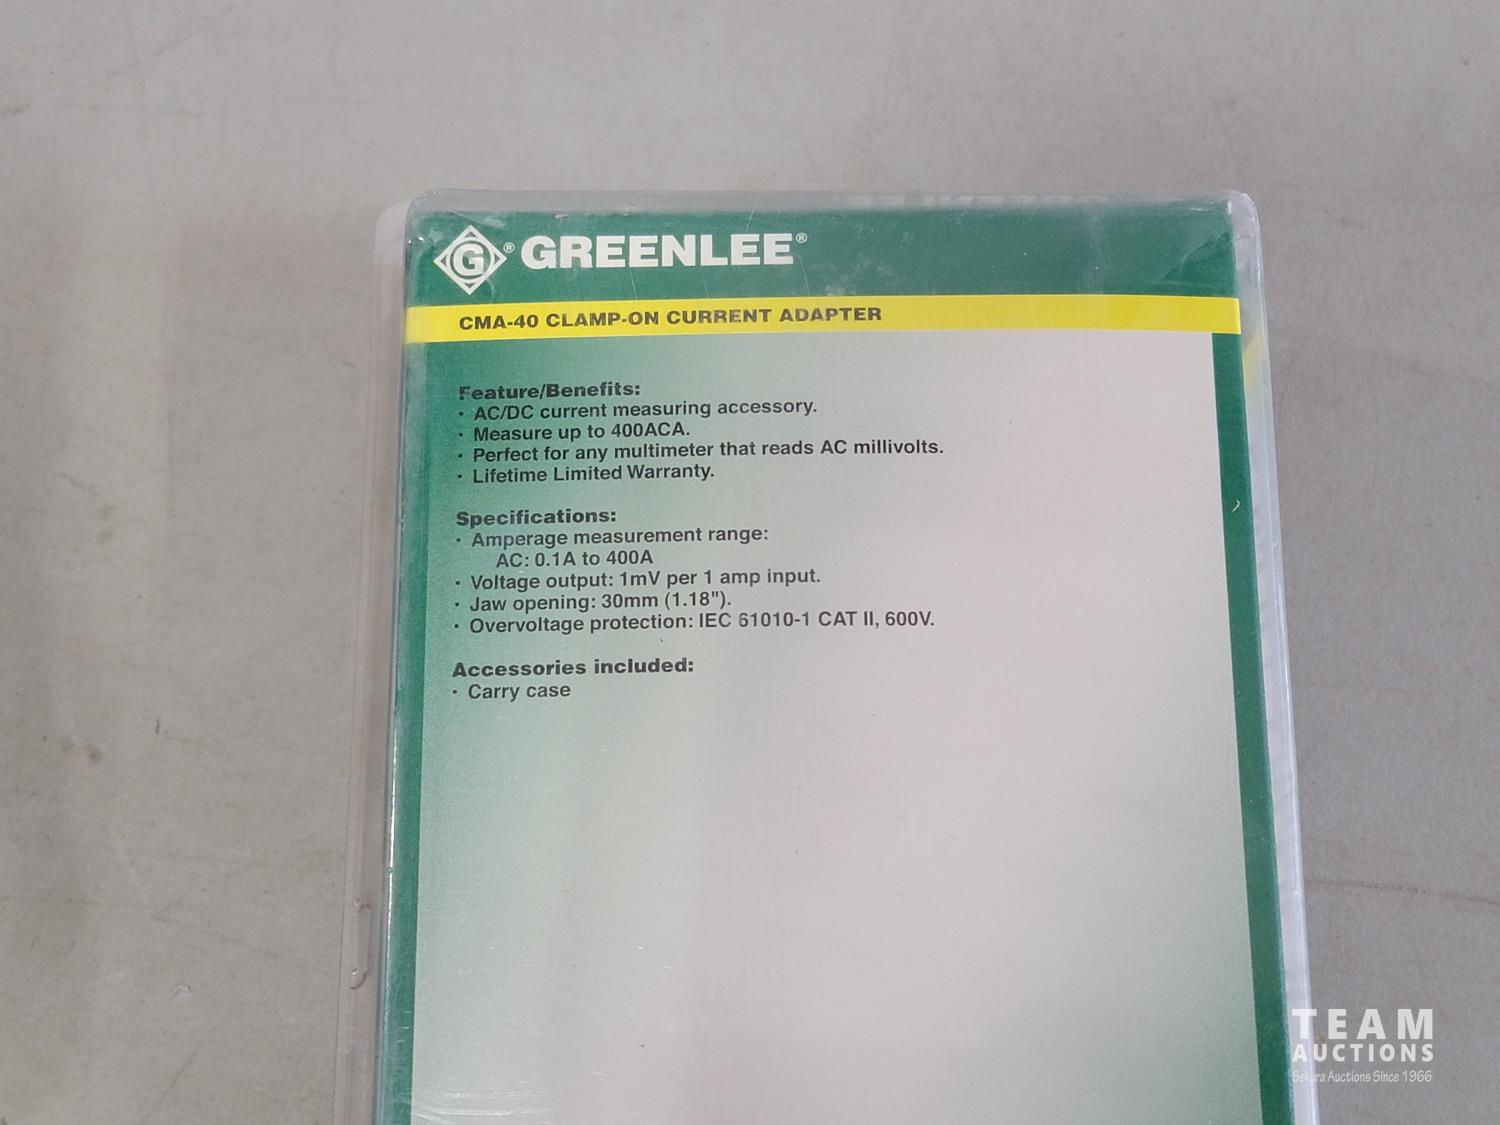 G® GREENLEE®
CMA-40 CLAMP-ON CURRENT ADAPTER
Feature/Benefits:
· AC/DC current measuring accessory.
· Measure up to 400ACA.
· Perfect for any multimeter that reads AC millivolts.
· Lifetime Limited Warranty.
Specifications:
· Amperage measurement range:
AC: 0.1A to 400A
· Voltage output: 1mV per 1 amp input.
· Jaw opening: 30mm (1.18").
· Overvoltage protection: IEC 61010-1 CAT II, 600V.
Accessories included:
· Carry case
TEAM
AUCTIONS
Sekura Auctions Since 1966